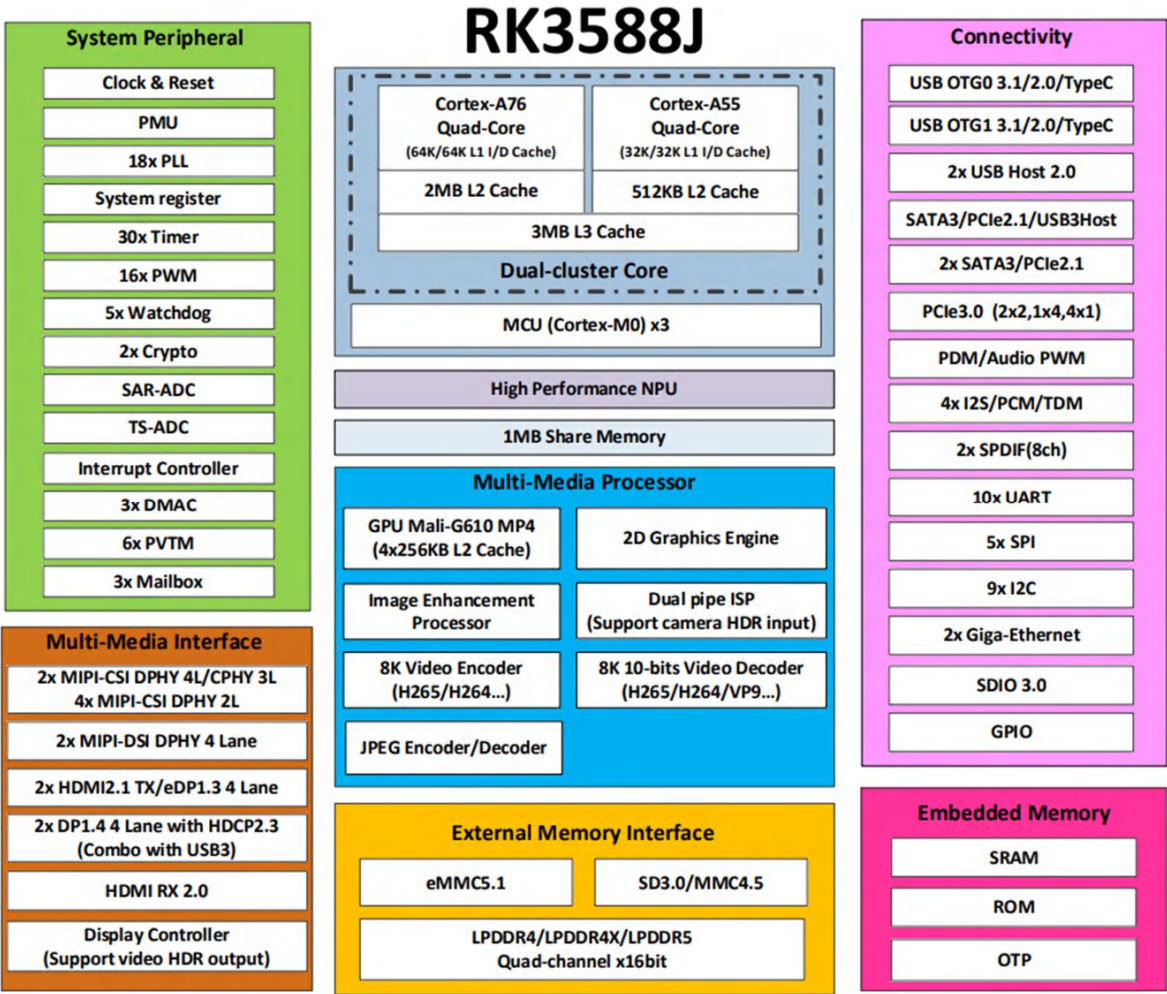 RK3588J
System Peripheral
Clock & Reset
PMU
18x PLL
System register
30x Timer
16x PWM
5x Watchdog
2x Crypto
SAR-ADC
TS-ADC
Interrupt Controller
3x DMAC
6x PVTM
3x Mailbox
Multi-Media Interface
2x MIPI-CSI DPHY 4L/CPHY 3L
4x MIPI-CSI DPHY 2L
2x MIPI-DSI DPHY 4 Lane
2x HDMI2.1 TX/eDP1.3 4 Lane
2x DP1.4 4 Lane with HDCP2.3
(Combo with USB3)
HDMI RX 2.0
Display Controller
(Support video HDR output)
Cortex-A76
Quad-Core
(64K/64K L1 I/D Cache)
2MB L2 Cache
Cortex-A55
Quad-Core
(32K/32K L1 I/D Cache)
512KB L2 Cache
3MB L3 Cache
Dual-cluster Core
MCU (Cortex-M0) x3
High Performance NPU
1MB Share Memory
Multi-Media Processor
GPU Mali-G610 MP4
(4x256KB L2 Cache)
2D Graphics Engine
Image Enhancement
Processor
Dual pipe ISP
(Support camera HDR input)
8K Video Encoder
(H265/H264...)
8K 10-bits Video Decoder
(H265/H264/VP9...)
JPEG Encoder/Decoder
External Memory Interface
eMMC5.1
SD3.0/MMC4.5
LPDDR4/LPDDR4X/LPDDR5
Quad-channel x16bit
Connectivity
USB OTG0 3.1/2.0/TypeC
USB OTG1 3.1/2.0/TypeC
2x USB Host 2.0
SATA3/PCIe2.1/USB3Host
2x SATA3/PCIe2.1
PCIe3.0 (2x2,1x4,4x1)
PDM/Audio PWM
4x I2S/PCM/TDM
2x SPDIF(8ch)
10x UART
5x SPI
9x I2C
2x Giga-Ethernet
SDIO 3.0
GPIO
Embedded Memory
SRAM
ROM
OTP